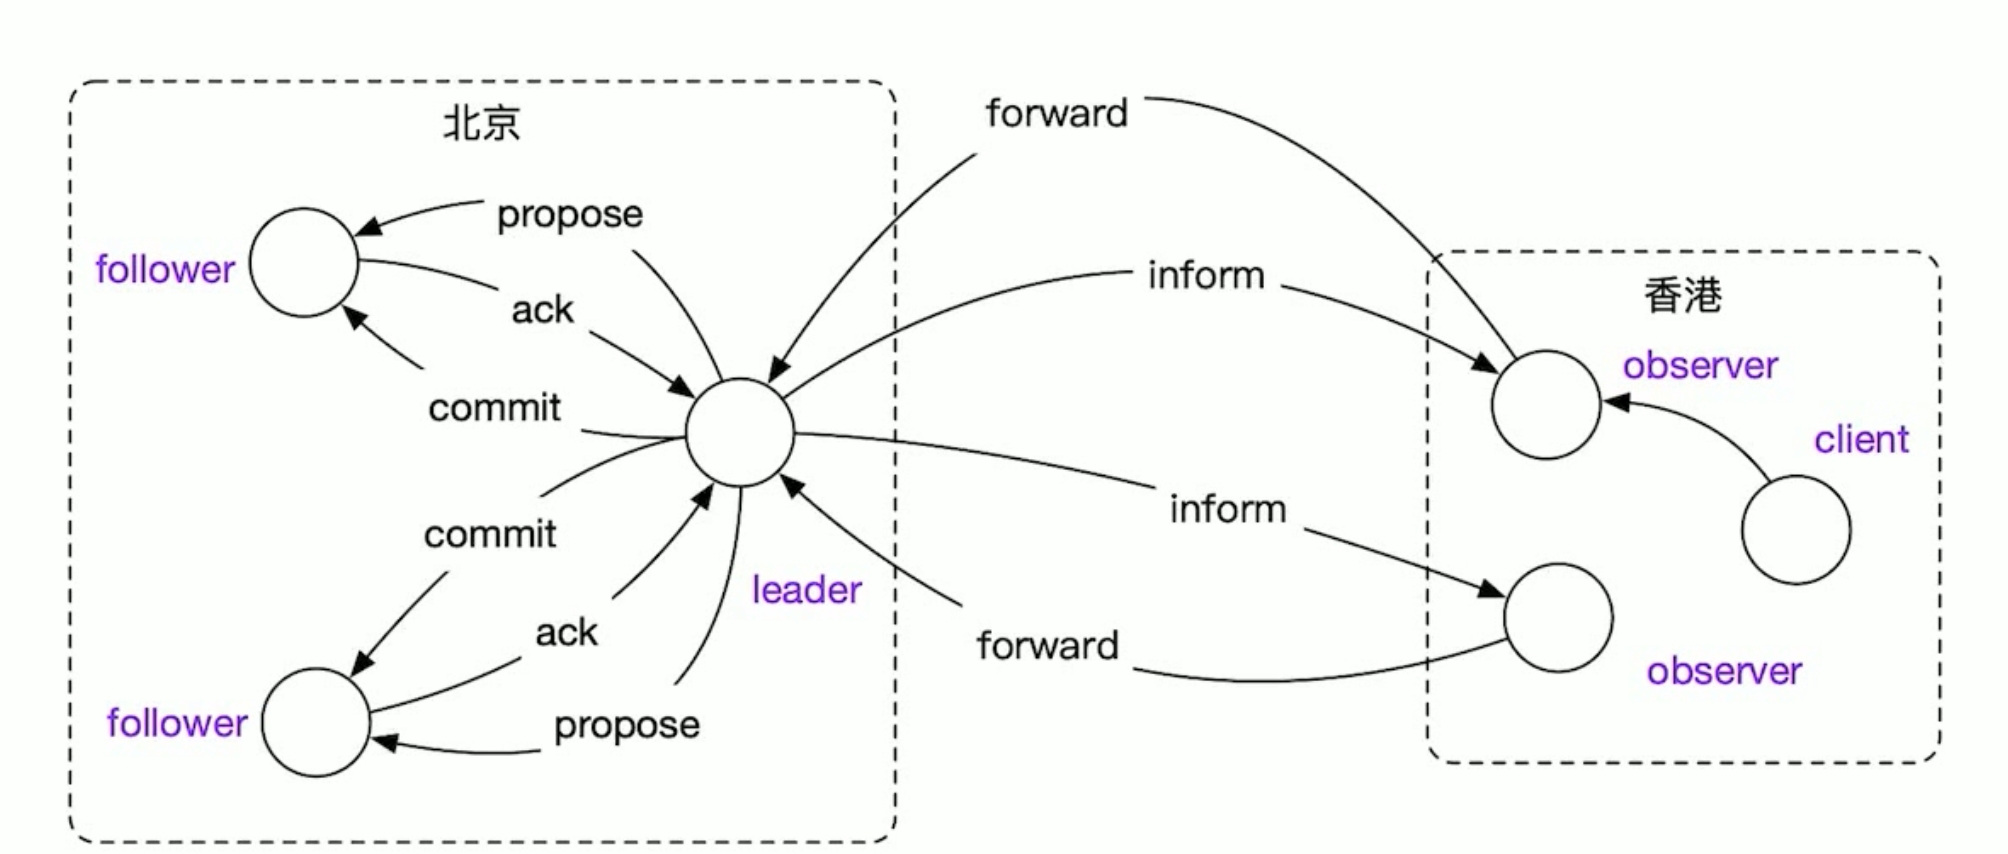 北京
forward
propose
follower
ack
commit
commit
ack
leader
follower
propose
inform
inform
forward
香港
observer
client
observer